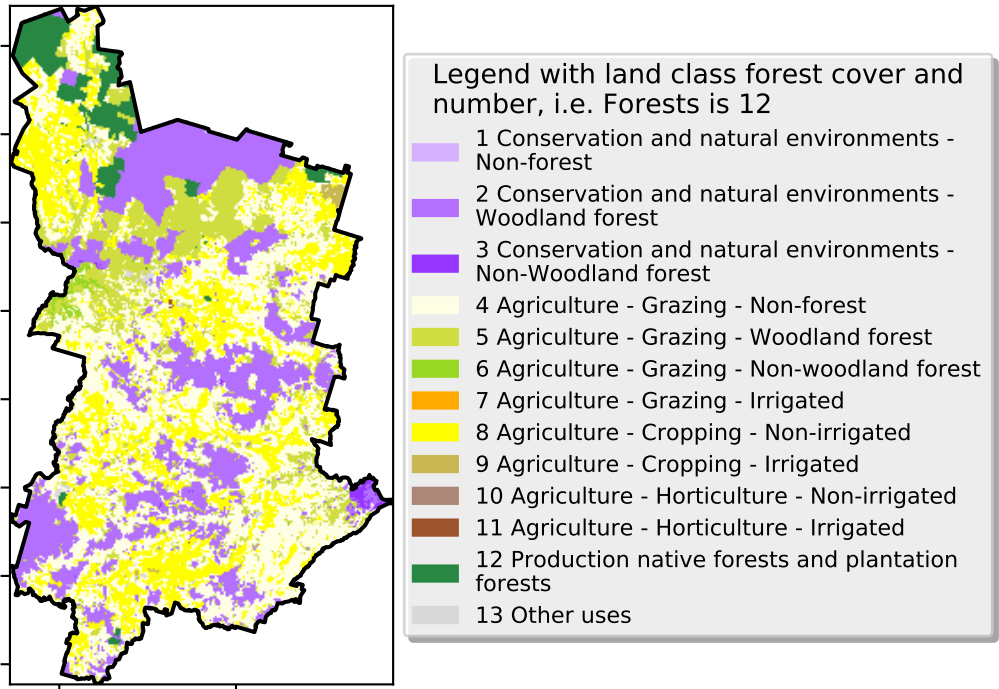 Legend with land class forest cover and
number, i.e. Forests is 12
1 Conservation and natural environments -
Non-forest
2 Conservation and natural environments -
Woodland forest
3 Conservation and natural environments -
Non-Woodland forest
4 Agriculture - Grazing - Non-forest
5 Agriculture - Grazing - Woodland forest
6 Agriculture - Grazing - Non-woodland forest
7 Agriculture - Grazing - Irrigated
8 Agriculture - Cropping - Non-irrigated
9 Agriculture - Cropping - Irrigated
10 Agriculture - Horticulture - Non-irrigated
11 Agriculture - Horticulture - Irrigated
12 Production native forests and plantation
forests
13 Other uses